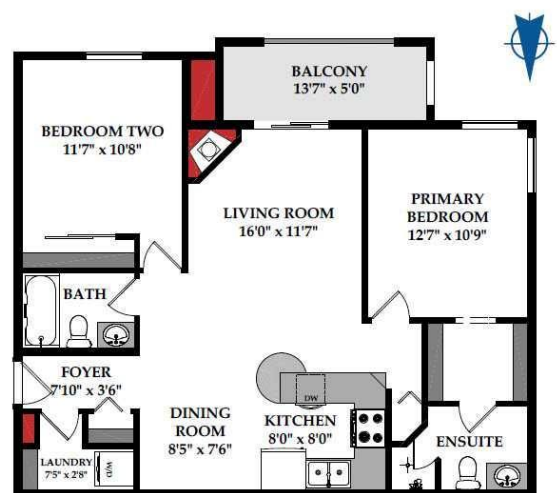 BALCONY
13'7" x 5'0"
BEDROOM TWO
11'7" x 10'8"
LIVING ROOM
16'0" x 11'7"
PRIMARY
BEDROOM
12'7" x 10'9"
BATH
FOYER
7'10" x 3'6"
DW
DINING
ROOM
8'5" x 7'6"
KITCHEN
8'0" x 8'0"
ENSUITE
LAUNDRY
7'5" x 2'8"
W/D